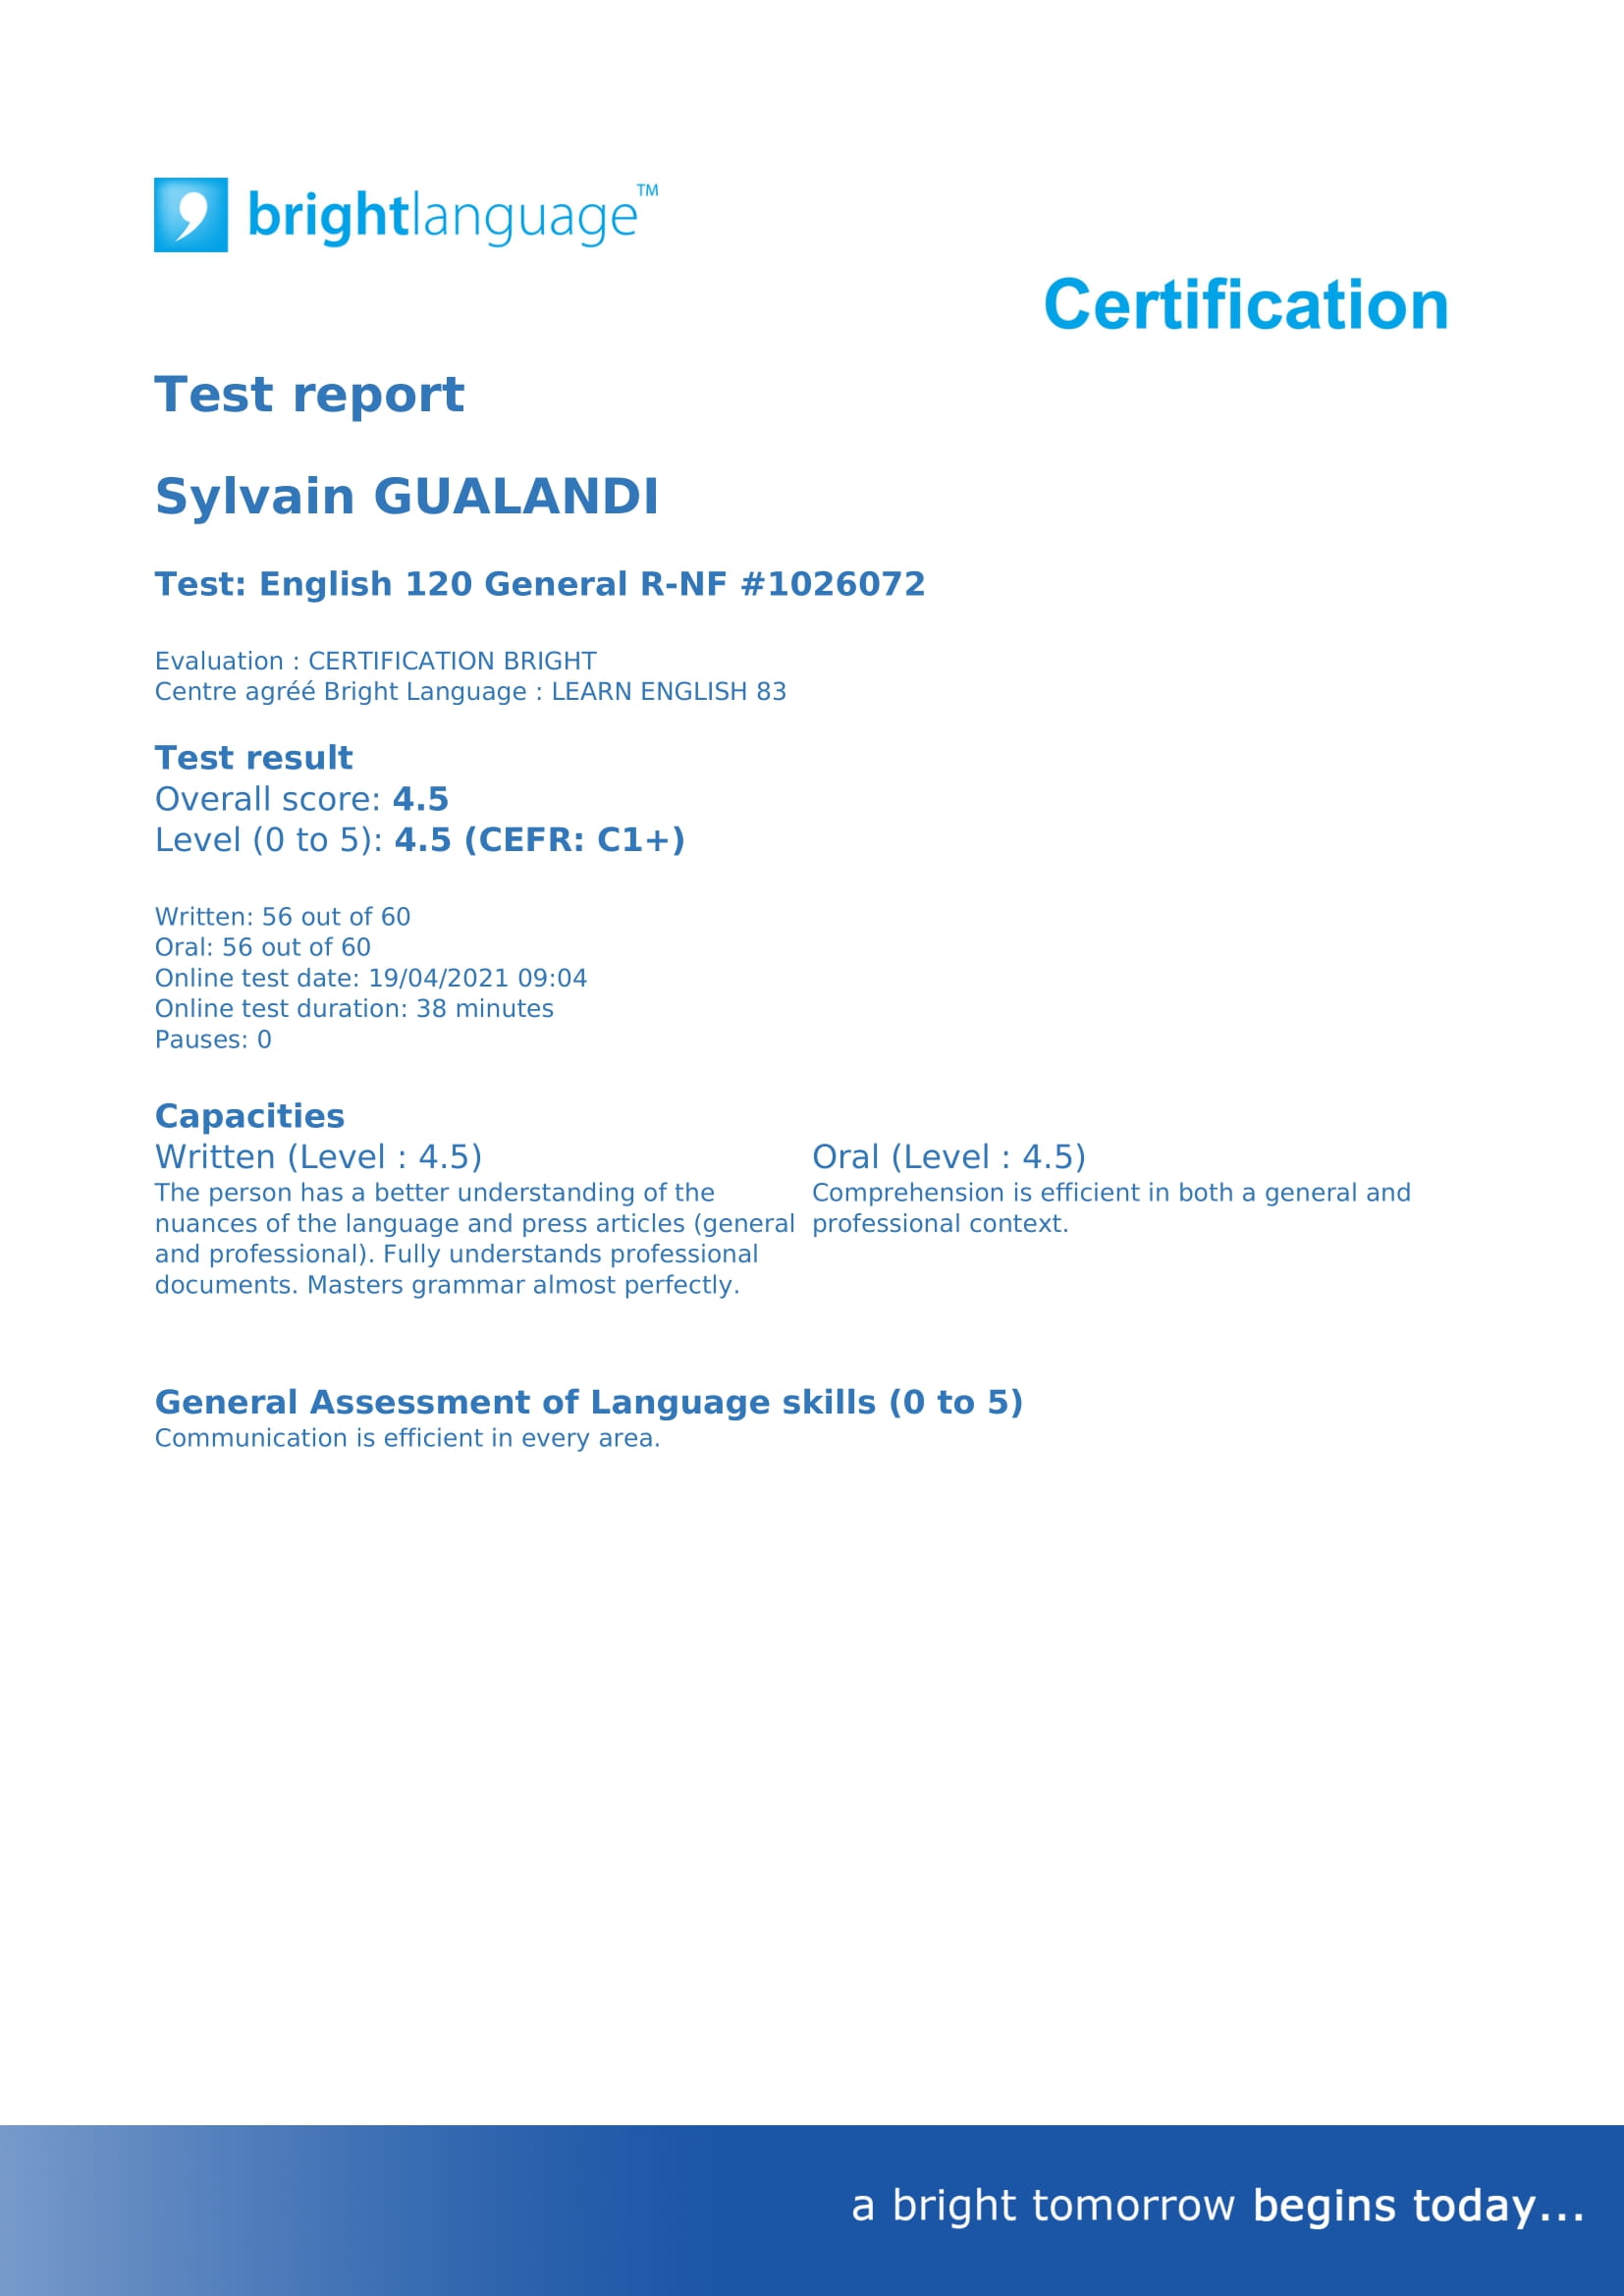 brightlanguage™
Certification
Test report
Sylvain GUALANDI
Test: English 120 General R-NF #1026072
Evaluation : CERTIFICATION BRIGHT
Centre agréé Bright Language : LEARN ENGLISH 83
Test result
Overall score: 4.5
Level (0 to 5): 4.5 (CEFR: C1+)
Written: 56 out of 60
Oral: 56 out of 60
Online test date: 19/04/2021 09:04
Online test duration: 38 minutes
Pauses: 0
Capacities
Written (Level : 4.5)
The person has a better understanding of the
nuances of the language and press articles (general
and professional). Fully understands professional
documents. Masters grammar almost perfectly.
Oral (Level : 4.5)
Comprehension is efficient in both a general and
professional context.
General Assessment of Language skills (0 to 5)
Communication is efficient in every area.
a bright tomorrow begins today...